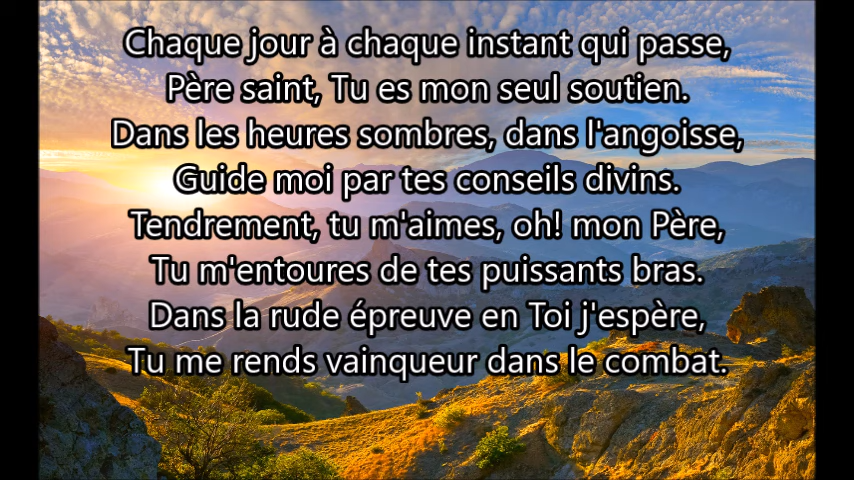 Chaque jour à chaque instant qui passe,
Père saint, Tu es mon seul soutien.
Dans les heures sombres, dans l'angoisse,
Guide moi par tes conseils divins.
Tendrement, tu m'aimes, oh! mon Père,
Tu m'entoures de tes puissants bras.
Dans la rude épreuve en Toi j'espère,
Tu me rends vainqueur dans le combat.